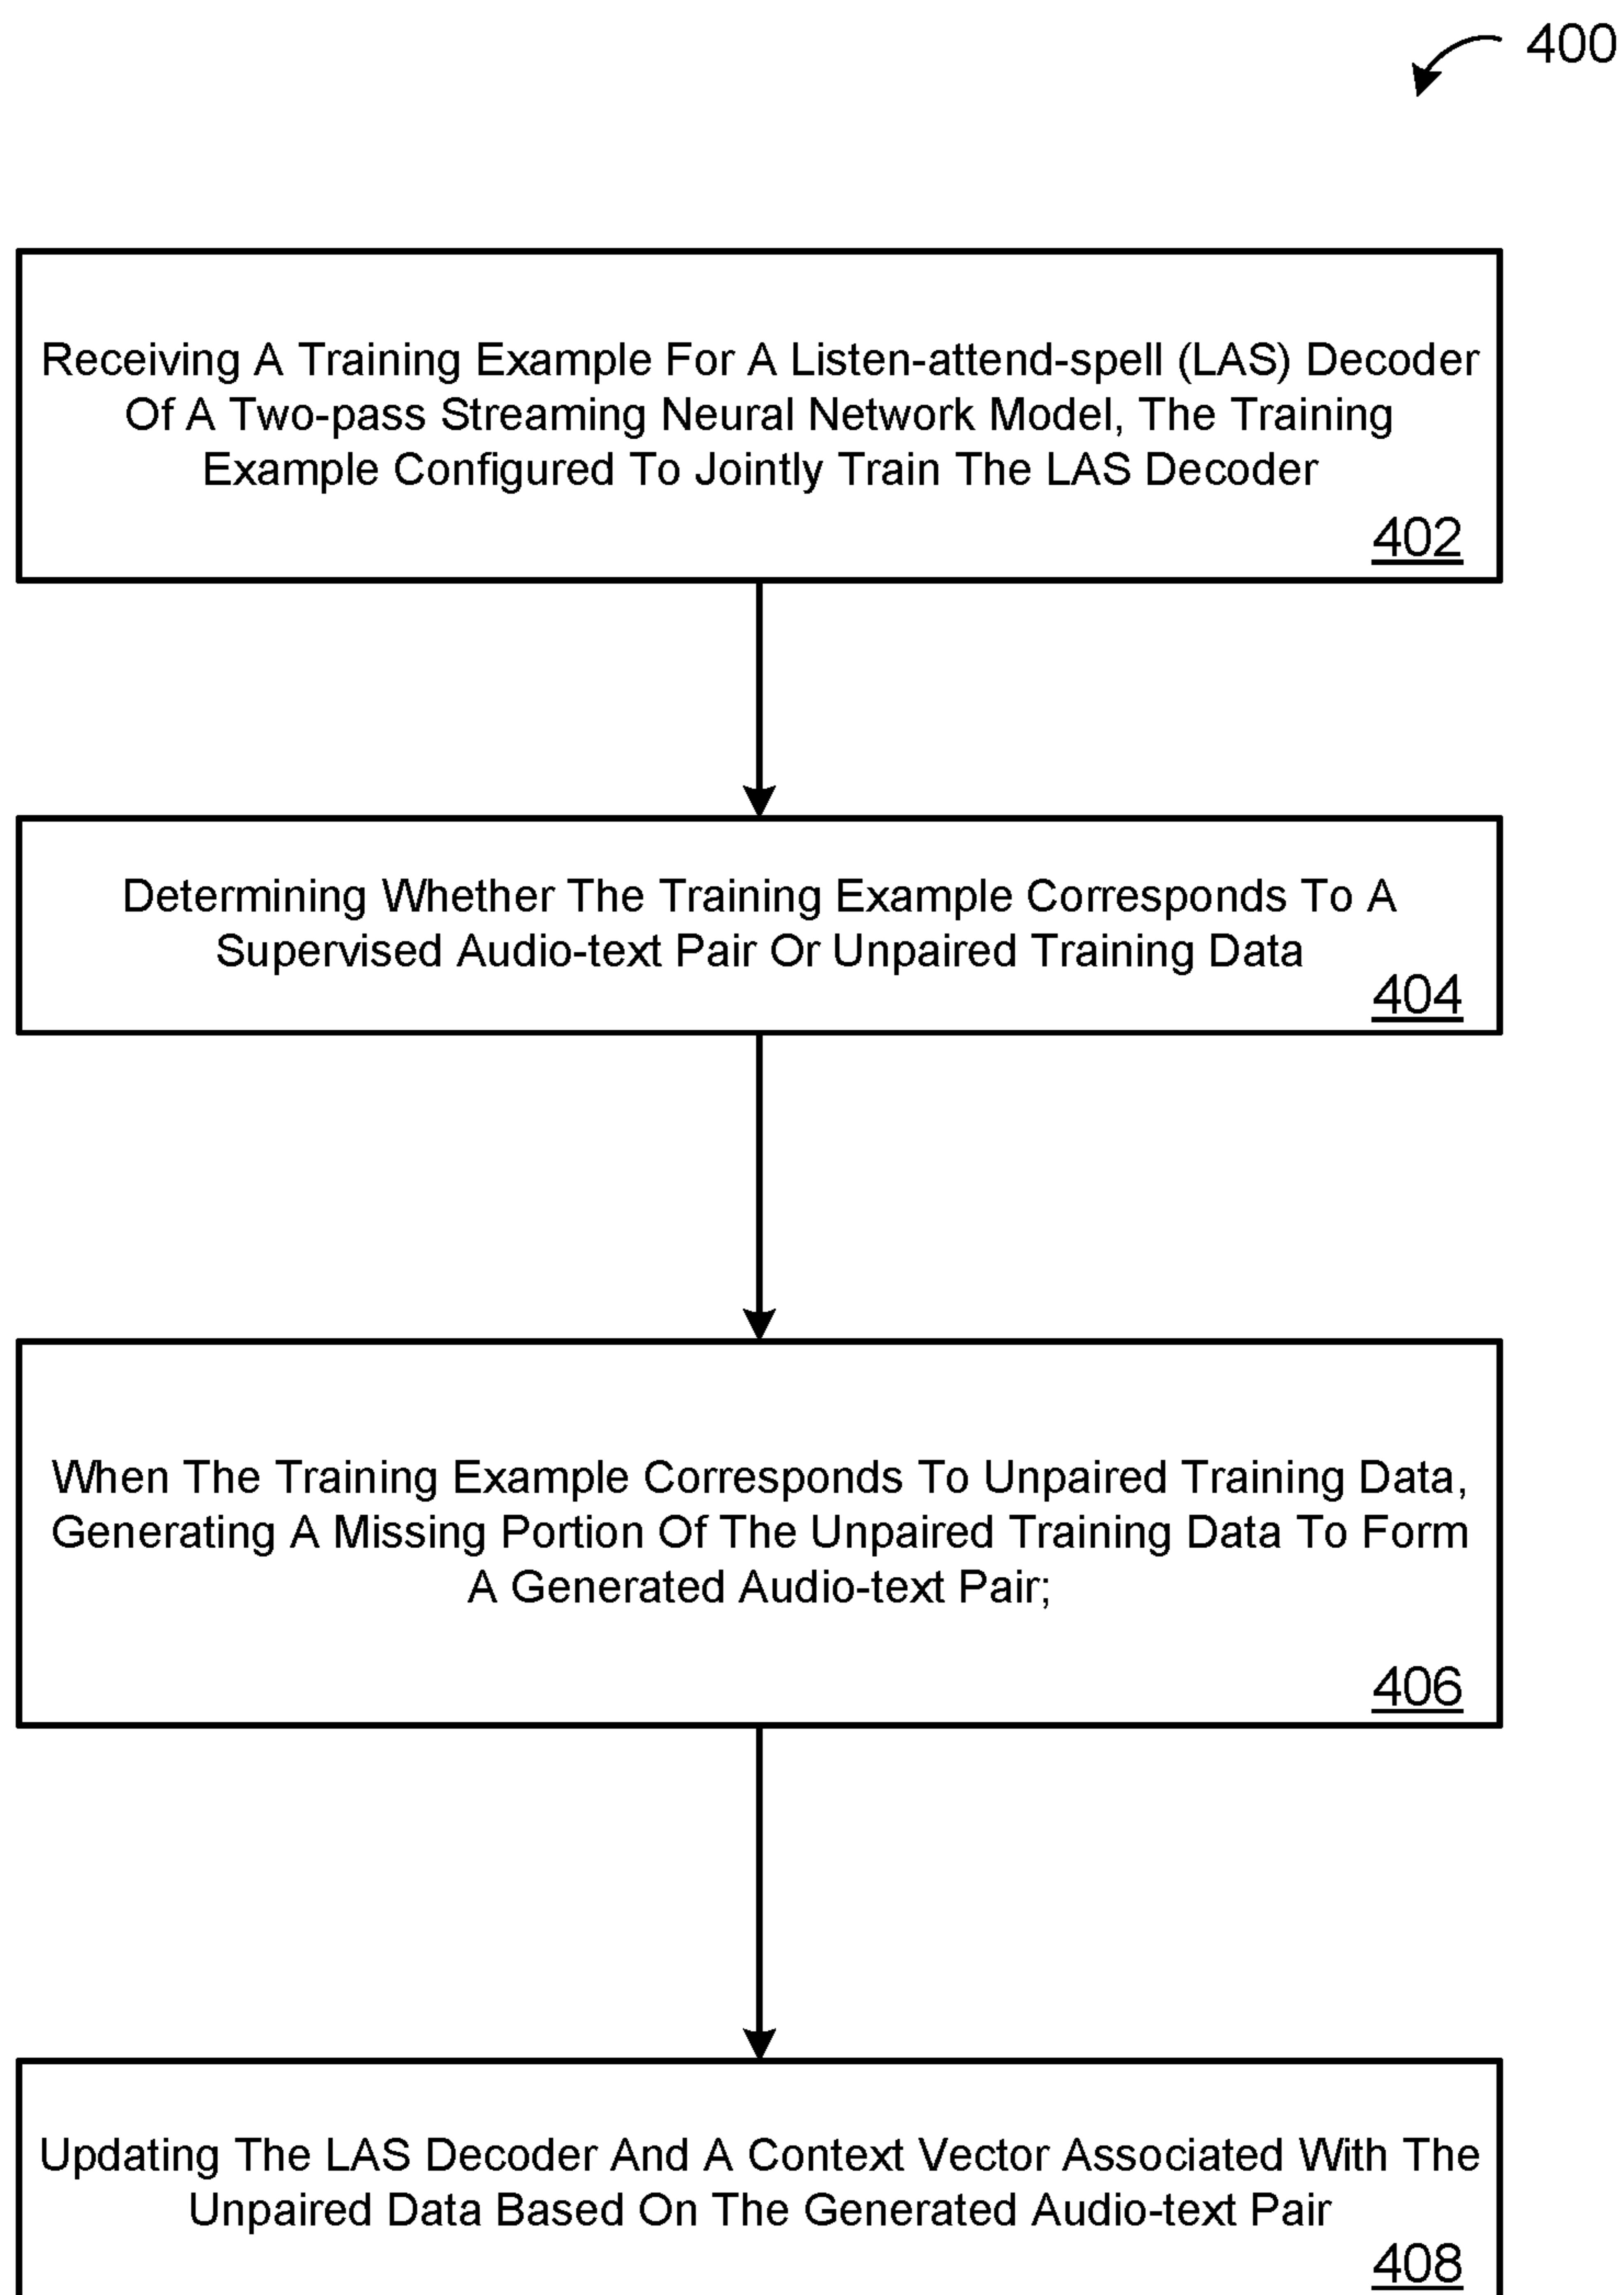 400
Receiving A Training Example For A Listen-attend-spell (LAS) Decoder
Of A Two-pass Streaming Neural Network Model, The Training
Example Configured To Jointly Train The LAS Decoder
402
Determining Whether The Training Example Corresponds To A
Supervised Audio-text Pair Or Unpaired Training Data
404
When The Training Example Corresponds To Unpaired Training Data,
Generating A Missing Portion Of The Unpaired Training Data To Form
A Generated Audio-text Pair;
406
Updating The LAS Decoder And A Context Vector Associated With The
Unpaired Data Based On The Generated Audio-text Pair
408